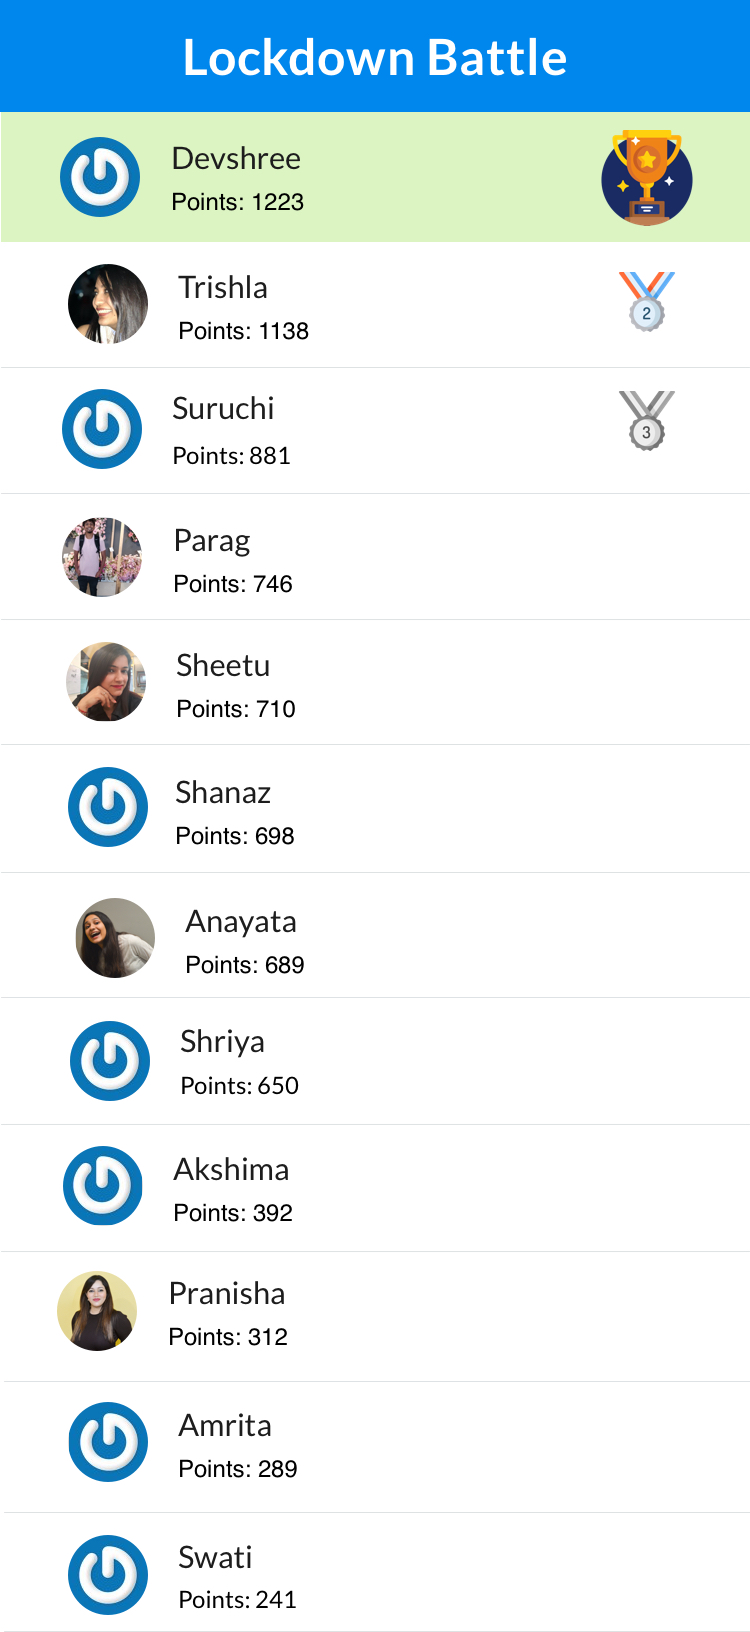 Lockdown Battle
Devshree
Points: 1223
Trishla
Points: 1138
2
Suruchi
Points: 881
3
Parag
Points: 746
Sheetu
Points: 710
Shanaz
Points: 698
Anayata
Points: 689
Shriya
Points: 650
Akshima
Points: 392
Pranisha
Points: 312
Amrita
Points: 289
Swati
Points: 241